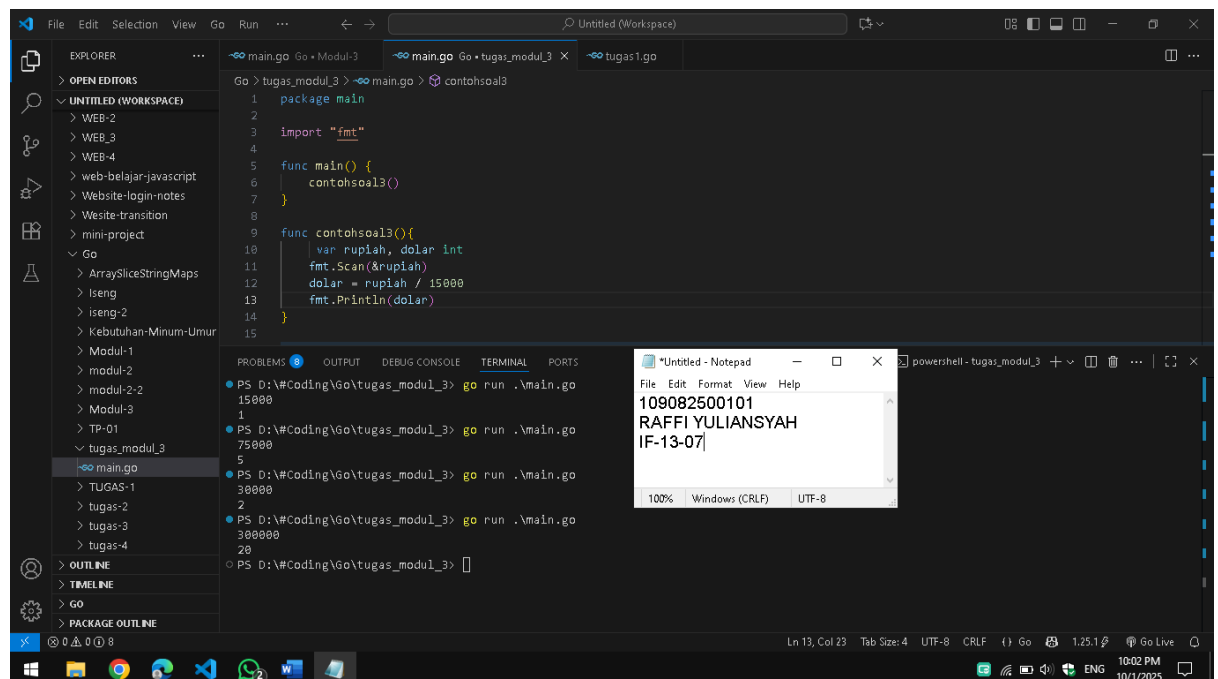 File Edit Selection View Go Run ··· Untitled (Workspace)
EXPLORER ···
main.go Go • Modul-3 main.go Go • tugas_modul_3 tugas1.go
> OPEN EDITORS
UNTITLED (WORKSPACE)
> WEB-2
> WEB_3
> WEB-4
> web-belajar-javascript
> Website-login-notes
> Wesite-transition
> mini-project
Go
> ArraySliceStringMaps
> Iseng
> iseng-2
> Kebutuhan-Minum-Umur
> Modul-1
> modul-2
> modul-2-2
> Modul-3
> TP-01
tugas_modul_3
main.go
> TUGAS-1
> tugas-2
> tugas-3
> tugas-4
> OUTLINE
> TIMELINE
> GO
> PACKAGE OUTLINE
Go > tugas_modul_3 > main.go > contohsoal3
1 package main
2
3 import "fmt"
4
5 func main() {
6 contohsoal3()
7 }
8
9 func contohsoal3(){
10 var rupiah, dolar int
11 fmt.Scan(&rupiah)
12 dolar = rupiah / 15000
13 fmt.Println(dolar)
14 }
15
PROBLEMS 8 OUTPUT DEBUG CONSOLE TERMINAL PORTS
powershell - tugas_modul_3
PS D:\#Coding\Go\tugas_modul_3> go run .\main.go
15000
1
PS D:\#Coding\Go\tugas_modul_3> go run .\main.go
75000
5
PS D:\#Coding\Go\tugas_modul_3> go run .\main.go
30000
2
PS D:\#Coding\Go\tugas_modul_3> go run .\main.go
300000
20
PS D:\#Coding\Go\tugas_modul_3>
*Untitled - Notepad
File Edit Format View Help
109082500101
RAFFI YULIANSYAH
IF-13-07
100% Windows (CRLF) UTF-8
0 0 0 8 Ln 13, Col 23 Tab Size: 4 UTF-8 CRLF {} Go 1.25.1 Go Live
2 ENG 10:02 PM
10/1/2025